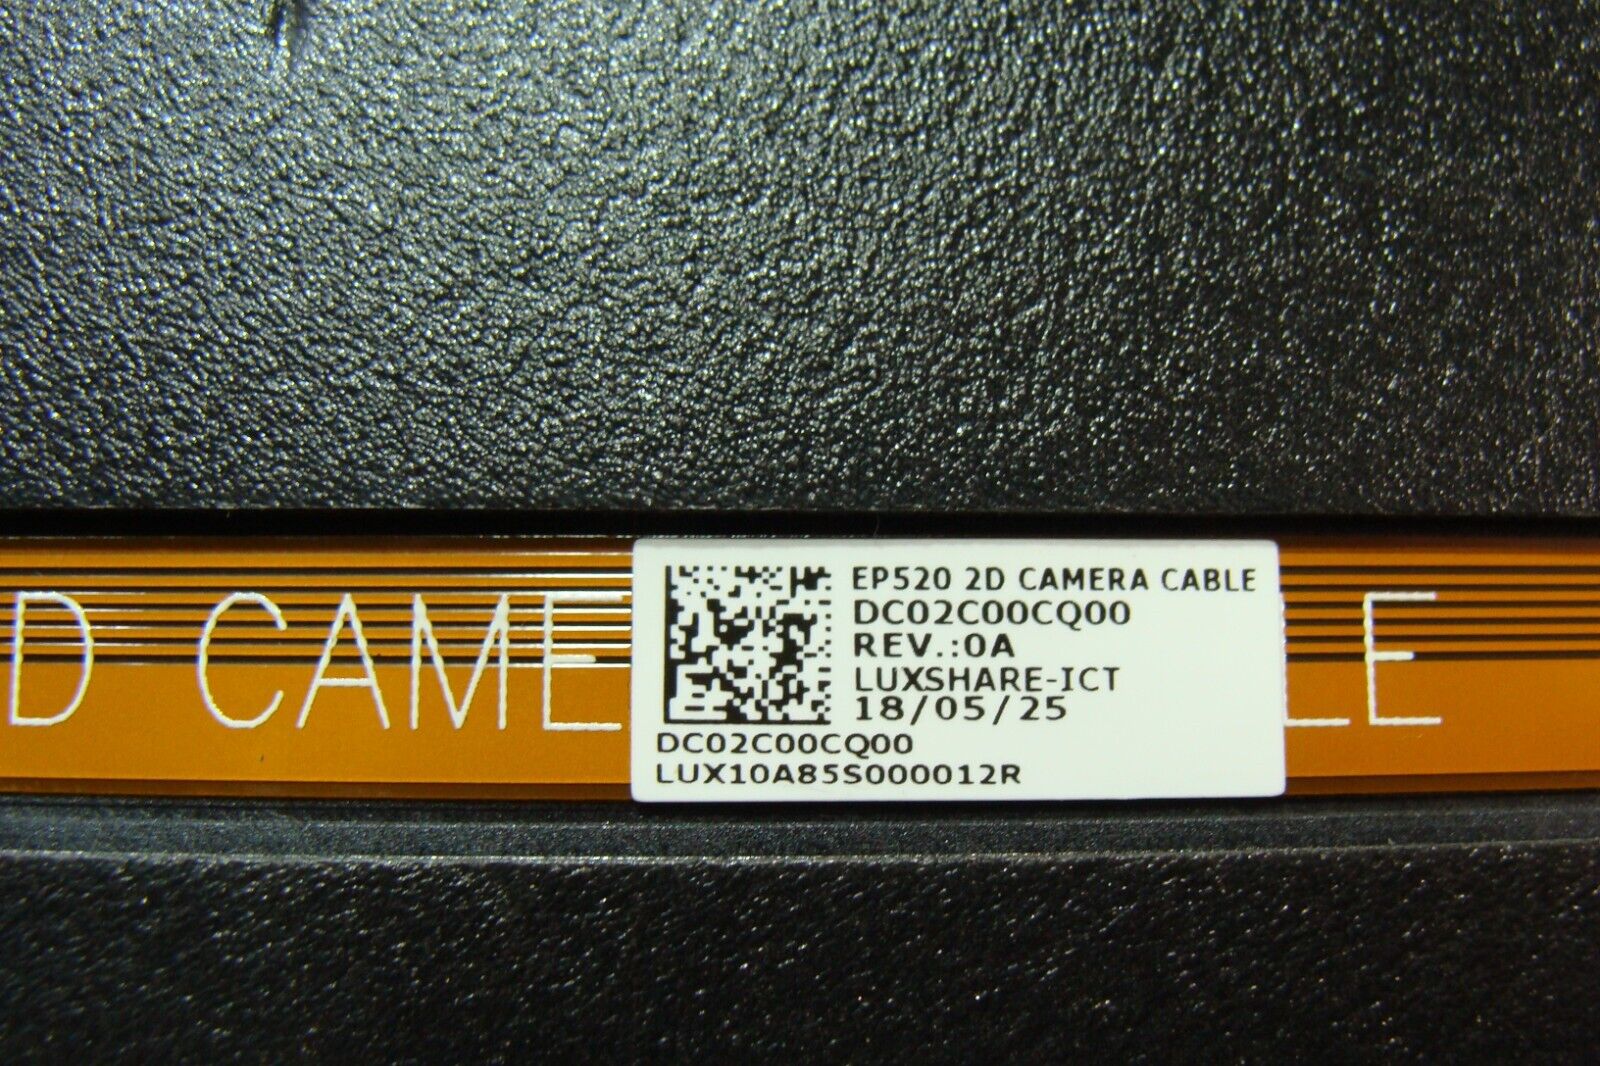 D CAME
LE
EP520 2D CAMERA CABLE
DC02C00CQ00
REV.:0A
LUXSHARE-ICT
18/05/25
DC02C00CQ00
LUX10A85S000012R